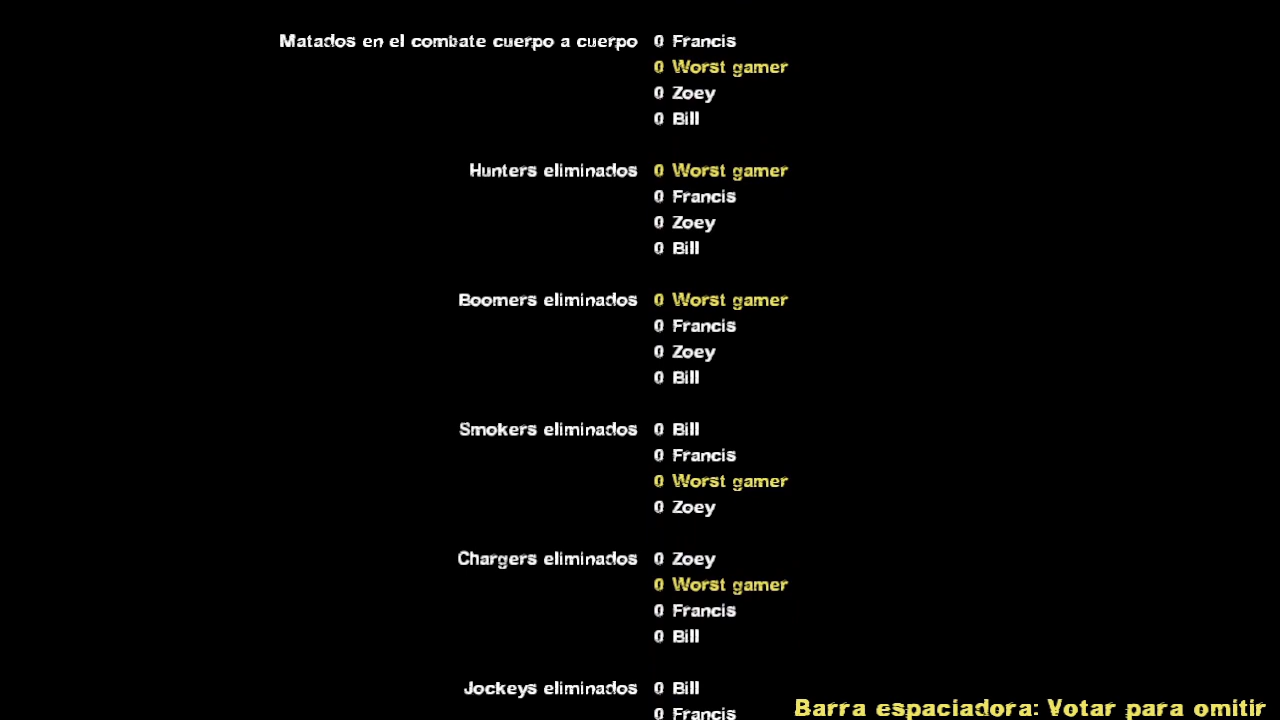 Matados en el combate cuerpo a cuerpo 0 Francis
0 Worst gamer
0 Zoey
0 Bill
Hunters eliminados 0 Worst gamer
0 Francis
0 Zoey
0 Bill
Boomers eliminados 0 Worst gamer
0 Francis
0 Zoey
0 Bill
Smokers eliminados 0 Bill
0 Francis
0 Worst gamer
0 Zoey
Chargers eliminados 0 Zoey
0 Worst gamer
0 Francis
0 Bill
Jockeys eliminados 0 Bill
0 Francis
Barra espaciadora: Votar para omitir